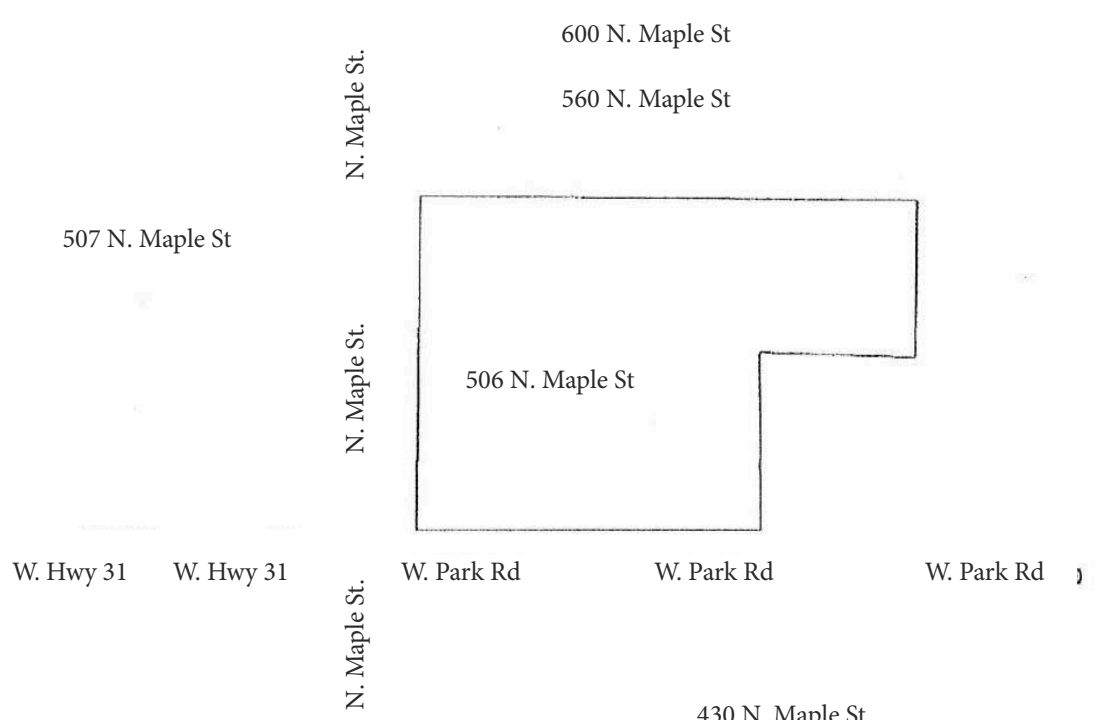 600 N. Maple St
N. Maple St.
560 N. Maple St
507 N. Maple St
N. Maple St.
506 N. Maple St
W. Hwy 31 W. Hwy 31 W. Park Rd W. Park Rd W. Park Rd
N. Maple St.
430 N. Maple St